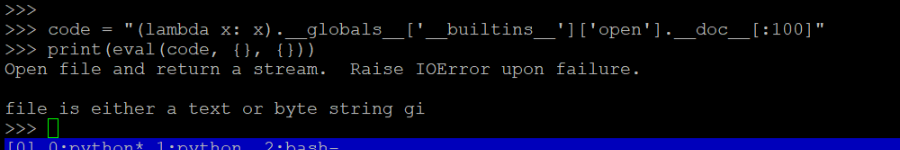 >>>
>>> code = "(lambda x: x).__globals__['__builtins__']['open'].__doc__[:100]"
>>> print(eval(code, {}, {}))
Open file and return a stream.  Raise IOError upon failure.
file is either a text or byte string gi
>>>
[0] 0:python* 1:python  2:bash-